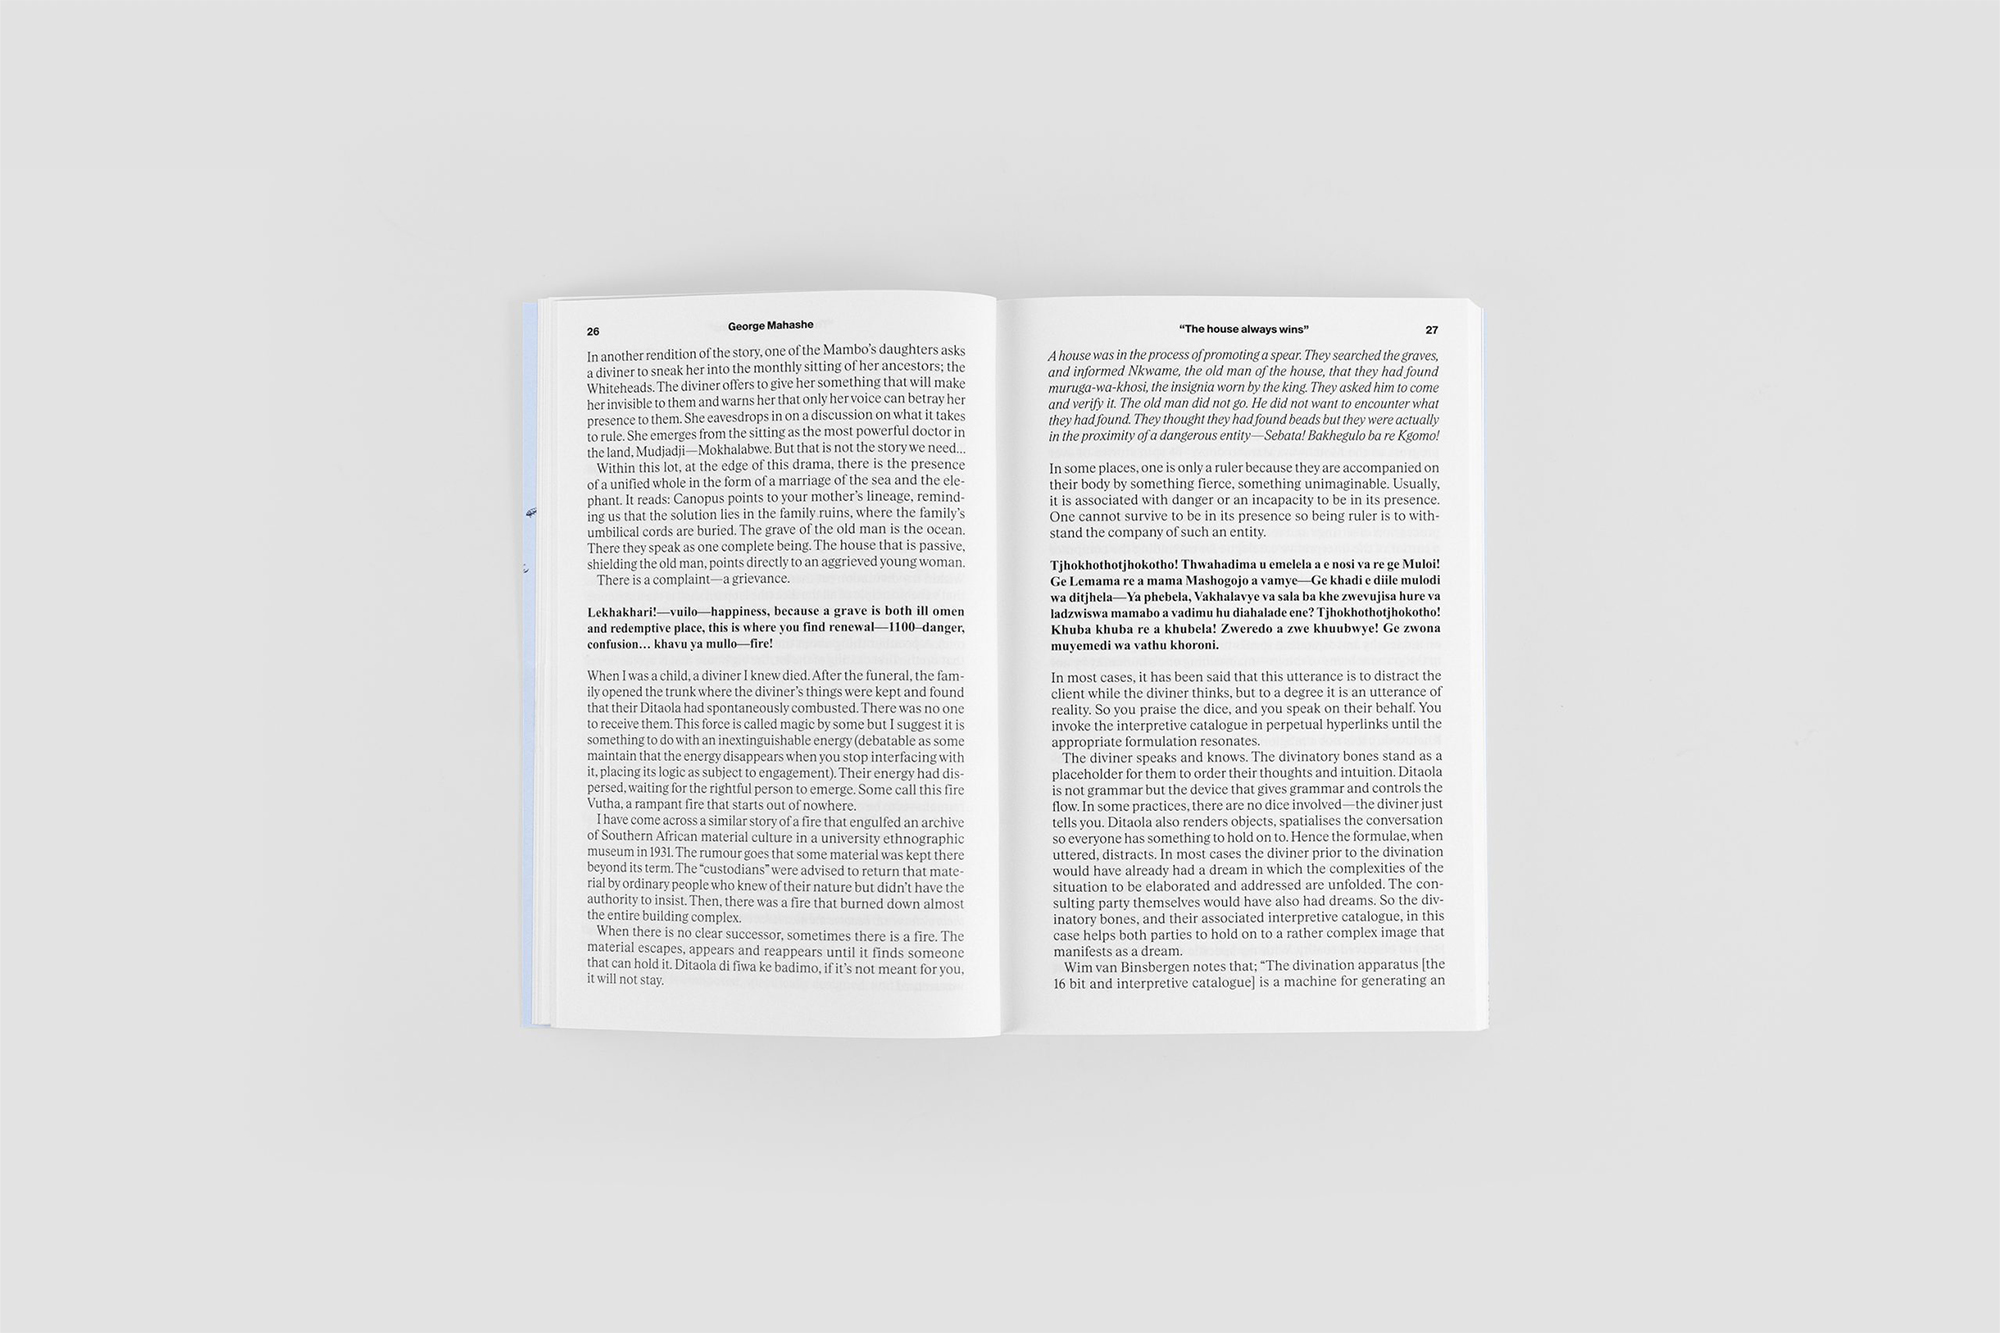 26
George Mahashe
In another rendition of the story, one of the Mambo’s daughters asks
a diviner to sneak her into the monthly sitting of her ancestors; the
Whiteheads. The diviner offers to give her something that will make
her invisible to them and warns her that only her voice can betray her
presence to them. She eavesdrops in on a discussion on what it takes
to rule. She emerges from the sitting as the most powerful doctor in
the land, Mudjadji—Mokhalabwe. But that is not the story we need...
Within this lot, at the edge of this drama, there is the presence
of a unified whole in the form of a marriage of the sea and the ele-
phant. It reads: Canopus points to your mother’s lineage, remind-
ing us that the solution lies in the family ruins, where the family’s
umbilical cords are buried. The grave of the old man is the ocean.
There they speak as one complete being. The house that is passive,
shielding the old man, points directly to an aggrieved young woman.
There is a complaint—a grievance.
Lekhakhari!—vuilo—happiness, because a grave is both ill omen
and redemptive place, this is where you find renewal—1100–danger,
confusion… khavu ya mullo—fire!
When I was a child, a diviner I knew died. After the funeral, the fam-
ily opened the trunk where the diviner’s things were kept and found
that their Ditaola had spontaneously combusted. There was no one
to receive them. This force is called magic by some but I suggest it is
something to do with an inextinguishable energy (debatable as some
maintain that the energy disappears when you stop interfacing with
it, placing its logic as subject to engagement). Their energy had dis-
persed, waiting for the rightful person to emerge. Some call this fire
Vutha, a rampant fire that starts out of nowhere.
I have come across a similar story of a fire that engulfed an archive
of Southern African material culture in a university ethnographic
museum in 1931. The rumour goes that some material was kept there
beyond its term. The “custodians” were advised to return that mate-
rial by ordinary people who knew of their nature but didn’t have the
authority to insist. Then, there was a fire that burned down almost
the entire building complex.
When there is no clear successor, sometimes there is a fire. The
material escapes, appears and reappears until it finds someone
that can hold it. Ditaola di fiwa ke badimo, if it’s not meant for you,
it will not stay.
“The house always wins”
27
A house was in the process of promoting a spear. They searched the graves,
and informed Nkwame, the old man of the house, that they had found
muruga-wa-khosi, the insignia worn by the king. They asked him to come
and verify it. The old man did not go. He did not want to encounter what
they had found. They thought they had found beads but they were actually
in the proximity of a dangerous entity—Sebata! Bakhegulo ba re Kgomo!
In some places, one is only a ruler because they are accompanied on
their body by something fierce, something unimaginable. Usually,
it is associated with danger or an incapacity to be in its presence.
One cannot survive to be in its presence so being ruler is to with-
stand the company of such an entity.
Tjhokhothotjhokotho! Thwahadima u emelela a e nosi va re ge Muloi!
Ge Lemama re a mama Mashogojo a vamye—Ge khadi e diile mulodi
wa ditjhela—Ya phebela, Vakhalavye va sala ba khe zwevujisa hure va
ladzwiswa mamabo a vadimu hu diahalade ene? Tjhokhothotjhokotho!
Khuba khuba re a khubela! Zweredo a zwe khuubwye! Ge zwona
muyemedi wa vathu khoroni.
In most cases, it has been said that this utterance is to distract the
client while the diviner thinks, but to a degree it is an utterance of
reality. So you praise the dice, and you speak on their behalf. You
invoke the interpretive catalogue in perpetual hyperlinks until the
appropriate formulation resonates.
The diviner speaks and knows. The divinatory bones stand as a
placeholder for them to order their thoughts and intuition. Ditaola
is not grammar but the device that gives grammar and controls the
flow. In some practices, there are no dice involved—the diviner just
tells you. Ditaola also renders objects, spatialises the conversation
so everyone has something to hold on to. Hence the formulae, when
uttered, distracts. In most cases the diviner prior to the divination
would have already had a dream in which the complexities of the
situation to be elaborated and addressed are unfolded. The con-
sulting party themselves would have also had dreams. So the div-
inatory bones, and their associated interpretive catalogue, in this
case helps both parties to hold on to a rather complex image that
manifests as a dream.
Wim van Binsbergen notes that; “The divination apparatus [the
16 bit and interpretive catalogue] is a machine for generating an